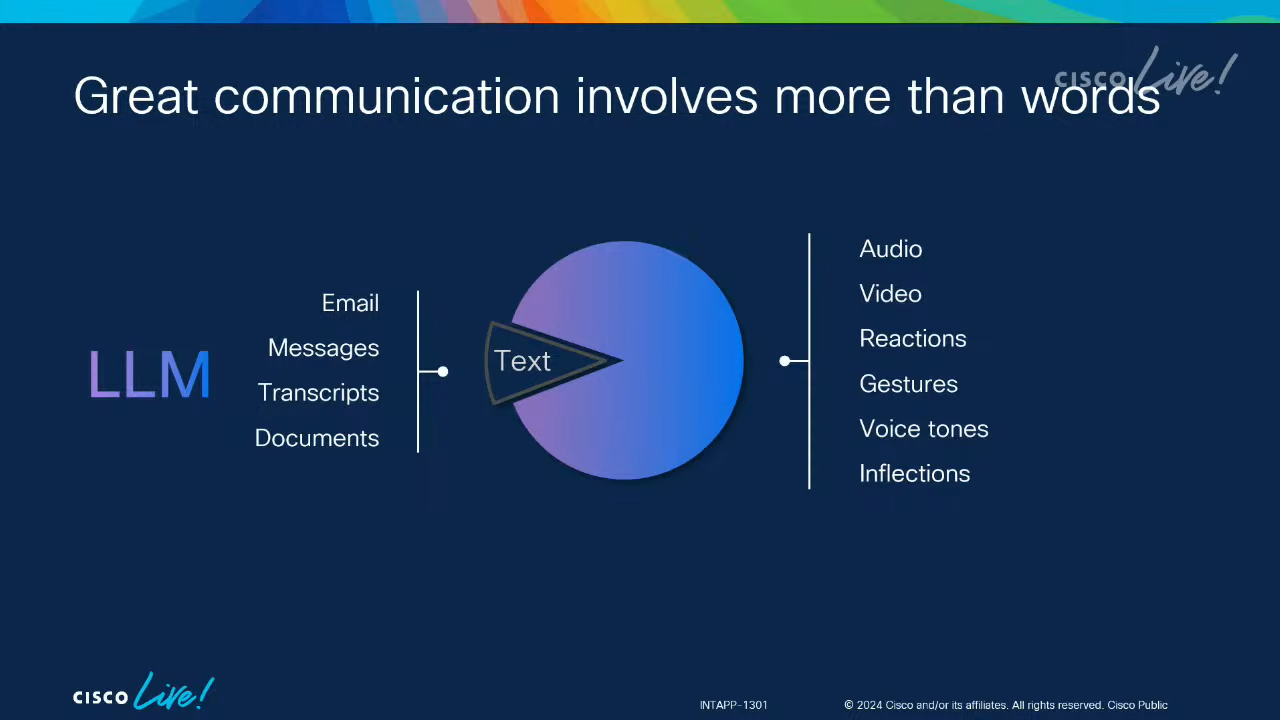 CISCO Live!
Great communication involves more than words
LLM
Email
Messages
Transcripts
Documents
Text
Audio
Video
Reactions
Gestures
Voice tones
Inflections
CISCO Live!
INTAPP-1301
© 2024 Cisco and/or its affiliates. All rights reserved. Cisco Public